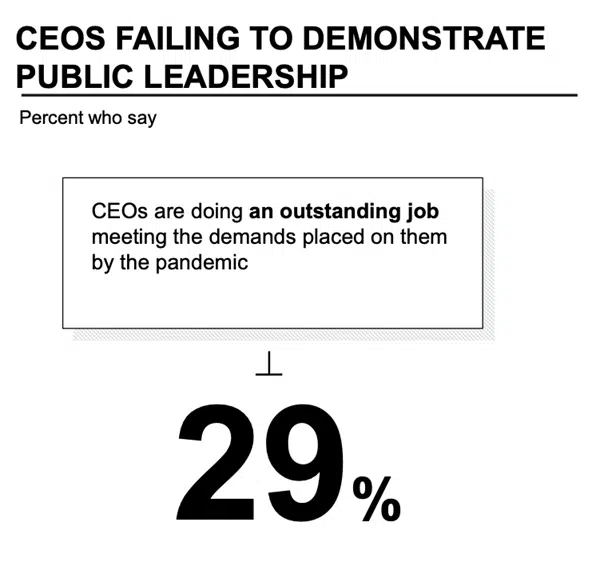 CEOS FAILING TO DEMONSTRATE
PUBLIC LEADERSHIP
Percent who say
CEOs are doing an outstanding job
meeting the demands placed on them
by the pandemic
29%